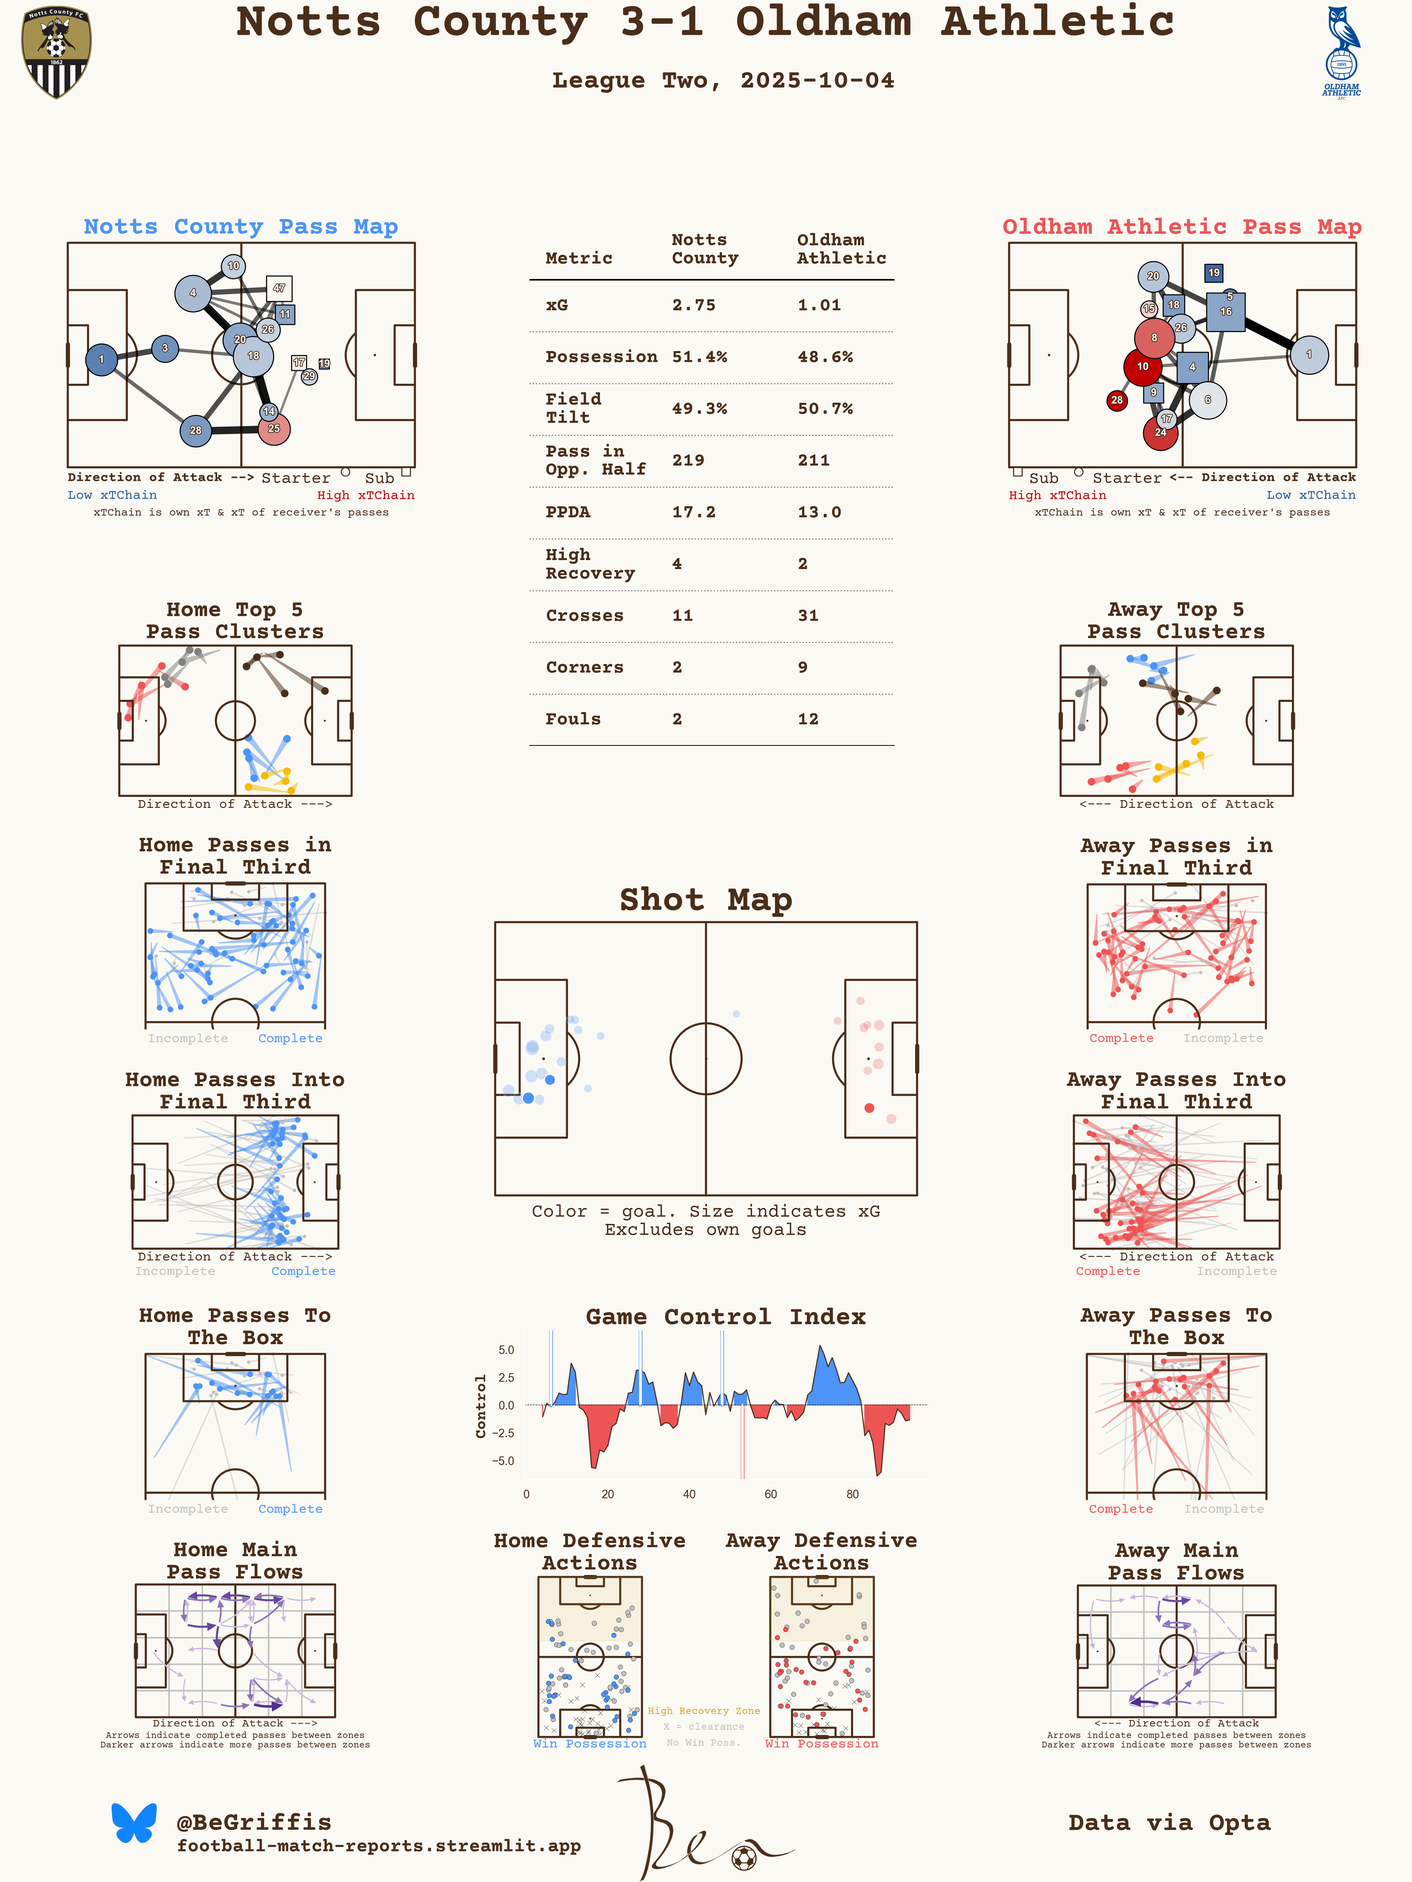 Notts County 3-1 Oldham Athletic
League Two, 2025-10-04
Notts County FC
1862
1895
OLDHAM
ATHLETIC
AFC
Notts County Pass Map
10
4
47
11
26
20
18
1
3
17
29
19
14
28
25
Direction of Attack --> Starter Sub
Low xTChain High xTChain
xTChain is own xT & xT of receiver's passes
Metric Notts County Oldham Athletic
xG 2.75 1.01
Possession 51.4% 48.6%
Field Tilt 49.3% 50.7%
Pass in Opp. Half 219 211
PPDA 17.2 13.0
High Recovery 4 2
Crosses 11 31
Corners 2 9
Fouls 2 12
Oldham Athletic Pass Map
20
19
5
15
18
16
26
8
1
10
4
28
9
6
17
24
Sub Starter <-- Direction of Attack
High xTChain Low xTChain
xTChain is own xT & xT of receiver's passes
Home Top 5
Pass Clusters
Direction of Attack --->
Away Top 5
Pass Clusters
<--- Direction of Attack
Home Passes in
Final Third
Incomplete Complete
Away Passes in
Final Third
Complete Incomplete
Shot Map
Color = goal. Size indicates xG
Excludes own goals
Home Passes Into
Final Third
Direction of Attack --->
Incomplete Complete
Away Passes Into
Final Third
<--- Direction of Attack
Complete Incomplete
Home Passes To
The Box
Incomplete Complete
Game Control Index
Control
5.0
2.5
0.0
−2.5
−5.0
0 20 40 60 80
Away Passes To
The Box
Complete Incomplete
Home Main
Pass Flows
Direction of Attack --->
Arrows indicate completed passes between zones
Darker arrows indicate more passes between zones
Home Defensive
Actions
Win Possession
Away Defensive
Actions
Win Possession
High Recovery Zone
X = clearance
No Win Poss.
Away Main
Pass Flows
<--- Direction of Attack
Arrows indicate completed passes between zones
Darker arrows indicate more passes between zones
@BeGriffis
football-match-reports.streamlit.app
Ben
Data via Opta